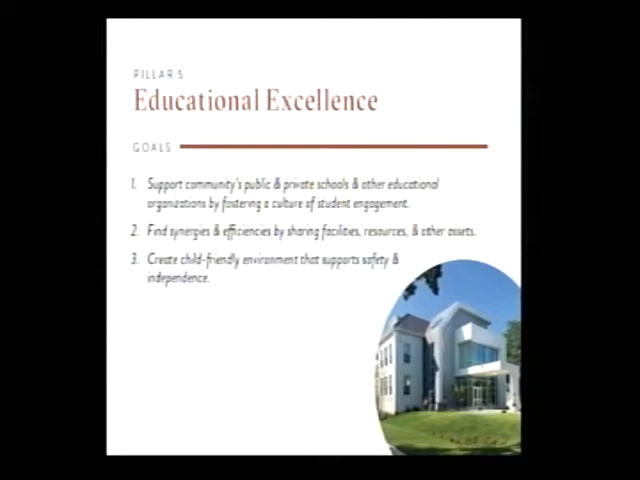 PILLAR 5
Educational Excellence
GOALS
1. Support community's public & private schools & other educational
organizations by fostering a culture of student engagement.
2. Find synergies & efficiencies by sharing facilities, resources, & other assets.
3. Create child-friendly environment that supports safety &
independence.